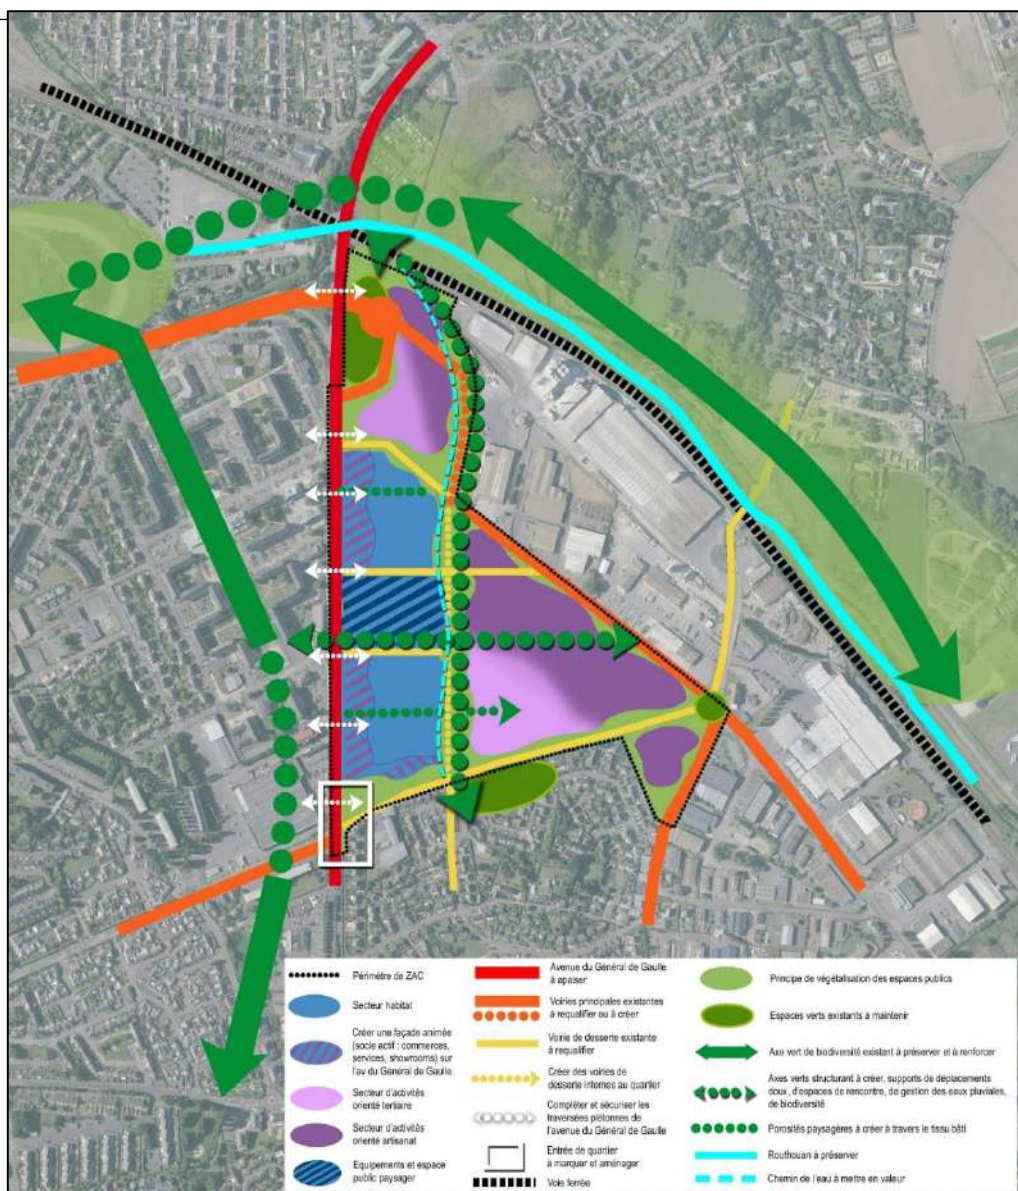 Périmètre de ZAC
Secteur habitat
Créer une façade animée
(socle actif : commerces,
services, showrooms) sur
l'av du Général de Gaulle
Secteur d'activités
orienté tertiaire
Secteur d'activités
orienté artisanat
Equipements et espace
public paysager
Avenue du Général de Gaulle
à apaiser
Voiries principales existantes
à requalifier ou à créer
Voirie de desserte existante
à requalifier
Créer des voiries de
desserte internes au quartier
Compléter et sécuriser les
traversées piétonnes de
l'avenue du Général de Gaulle
Entrée de quartier
à marquer et aménager
Voie ferrée
Principe de végétalisation des espaces publics
Espaces verts existants à maintenir
Axe vert de biodiversité existant à préserver et à renforcer
Axes verts structurant à créer, supports de déplacements
doux, d'espaces de rencontre, de gestion des eaux pluviales,
de biodiversité
Porosités paysagères à créer à travers le tissu bâti
Routhouan à préserver
Chemin de l'eau à mettre en valeur